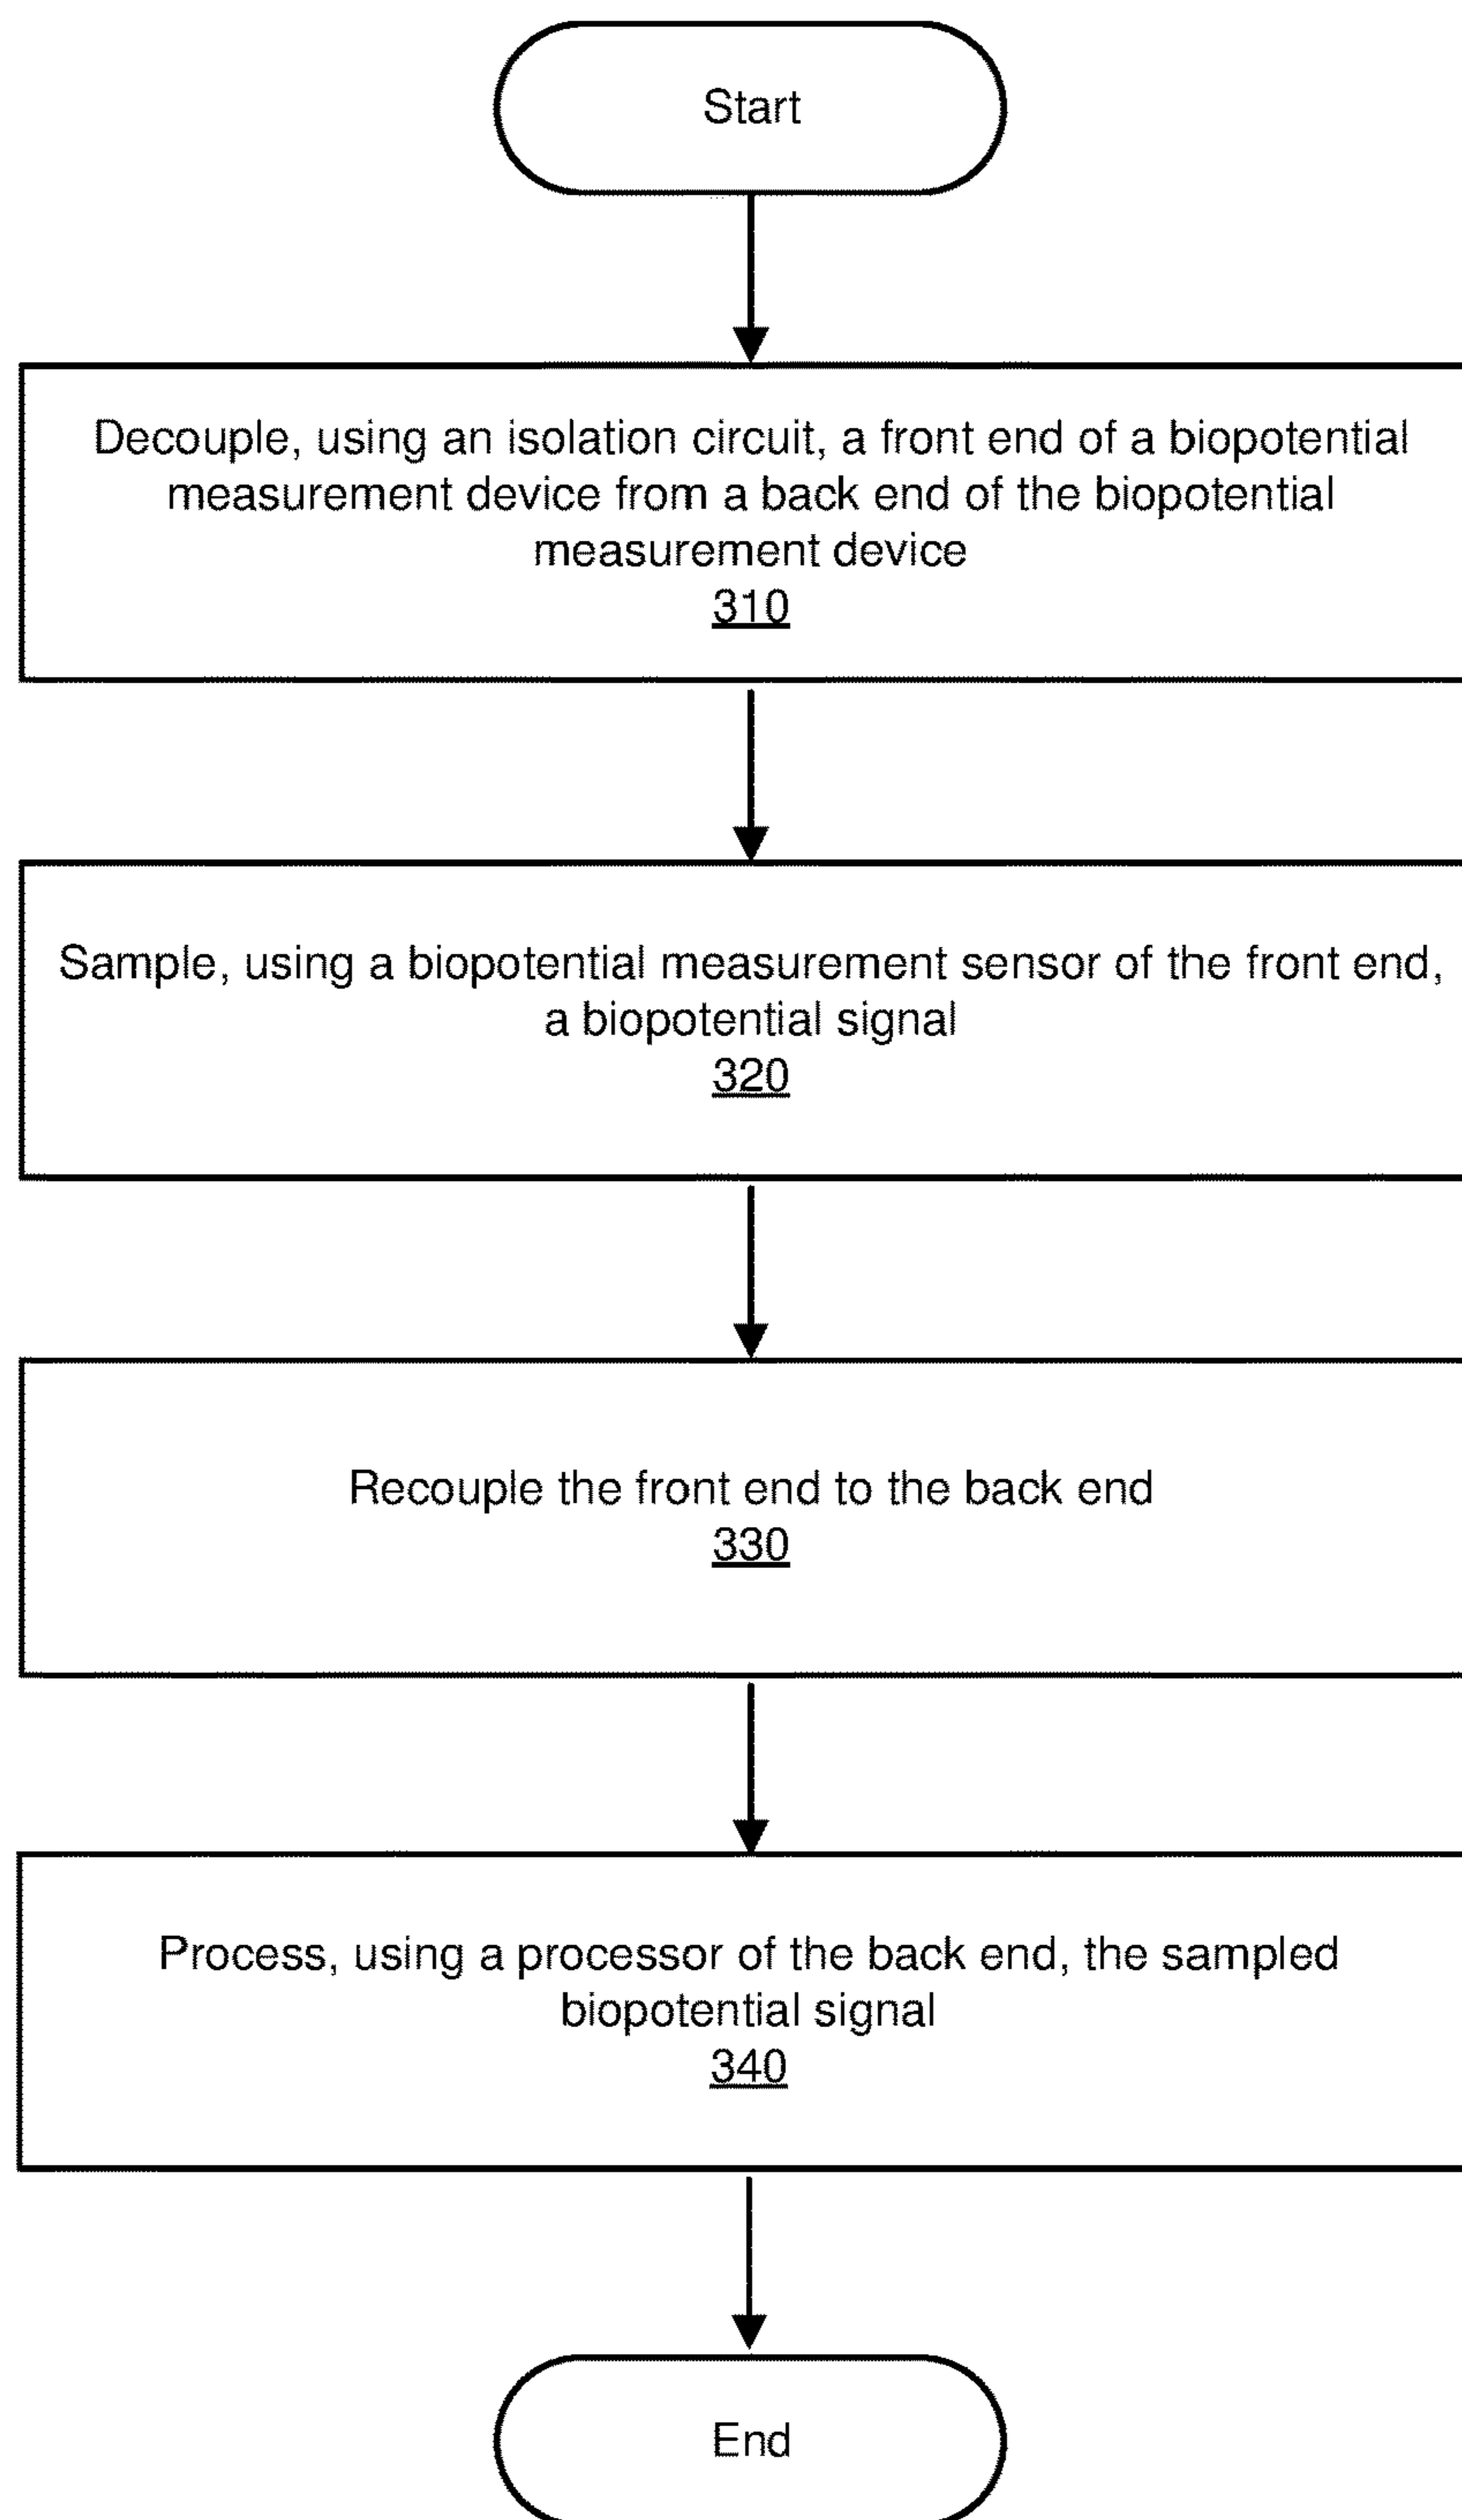 Start
Decouple, using an isolation circuit, a front end of a biopotential
measurement device from a back end of the biopotential
measurement device
310
Sample, using a biopotential measurement sensor of the front end,
a biopotential signal
320
Recouple the front end to the back end
330
Process, using a processor of the back end, the sampled
biopotential signal
340
End